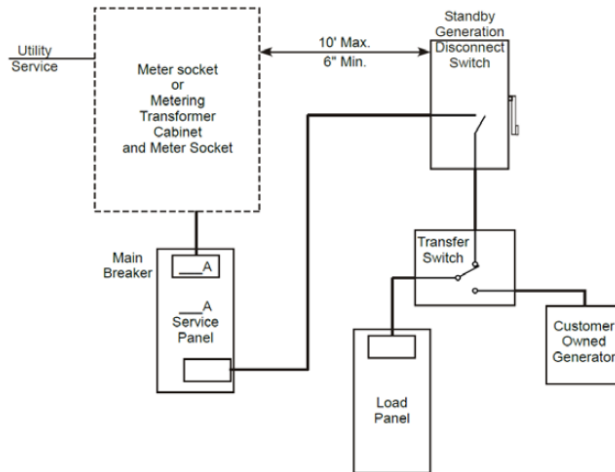 Utility
Service
Meter socket
or
Metering
Transformer
Cabinet
and Meter Socket
10' Max.
6" Min.
Standby
Generation
Disconnect
Switch
Main
Breaker
___A
___A
Service
Panel
Transfer
Switch
Load
Panel
Customer
Owned
Generator